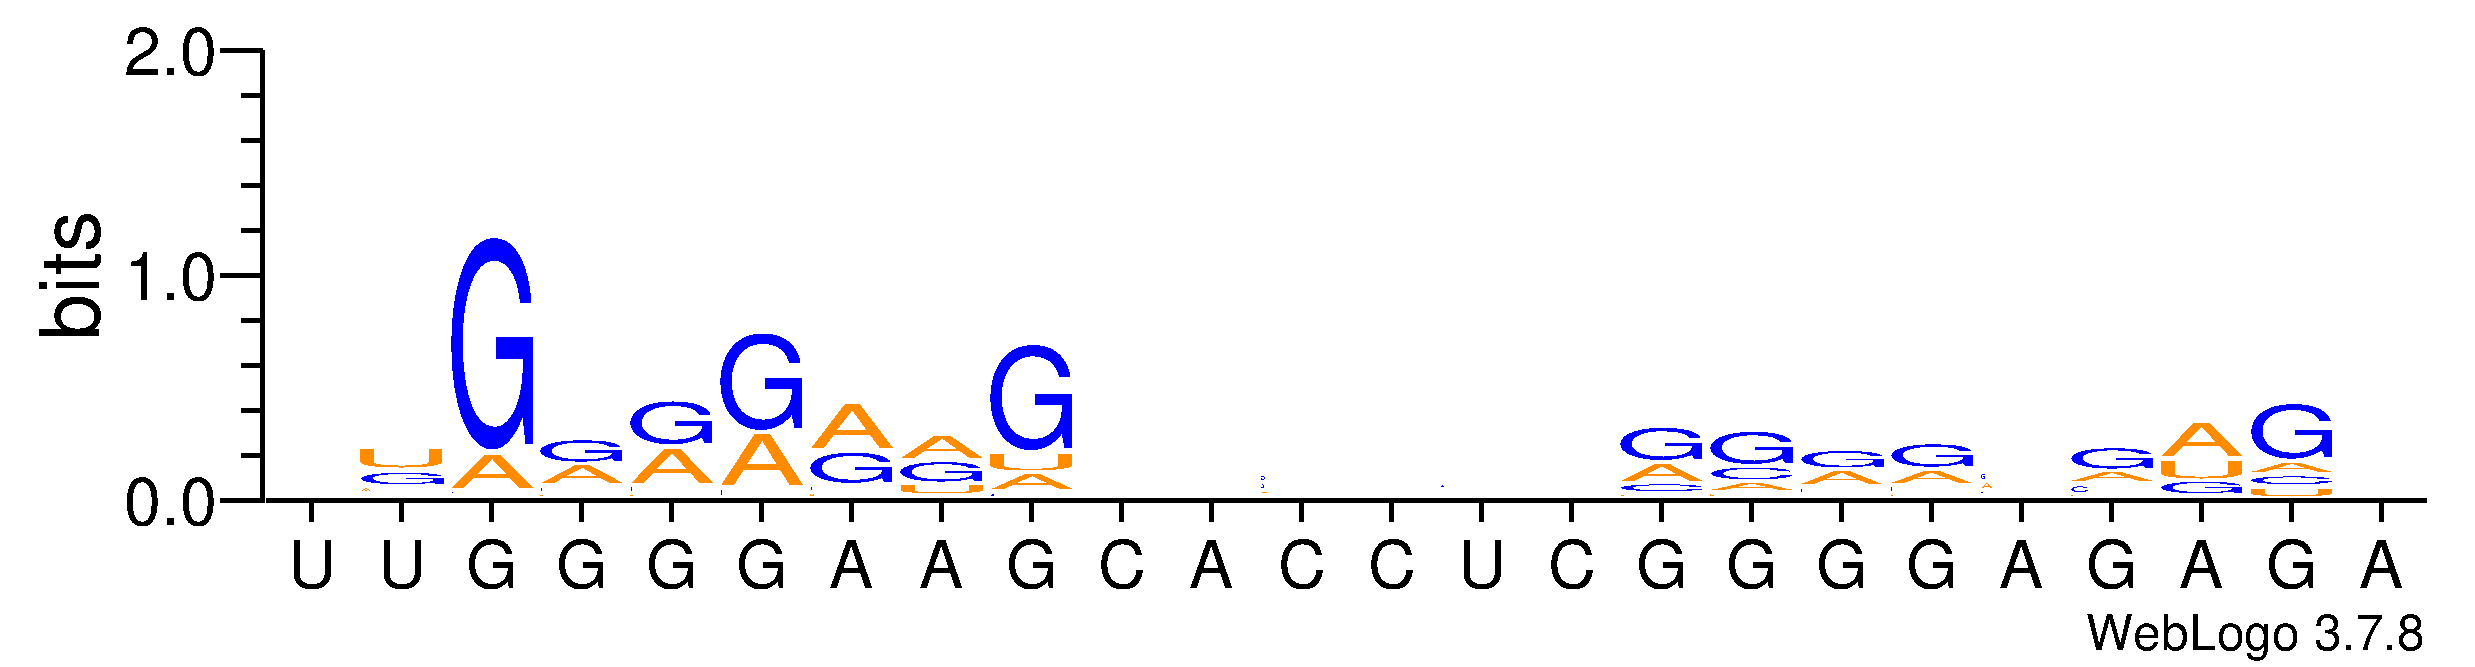 2.0
bits
1.0
0.0
U U G G G G A A G C A C C U C G G G G A G A G A
WebLogo 3.7.8